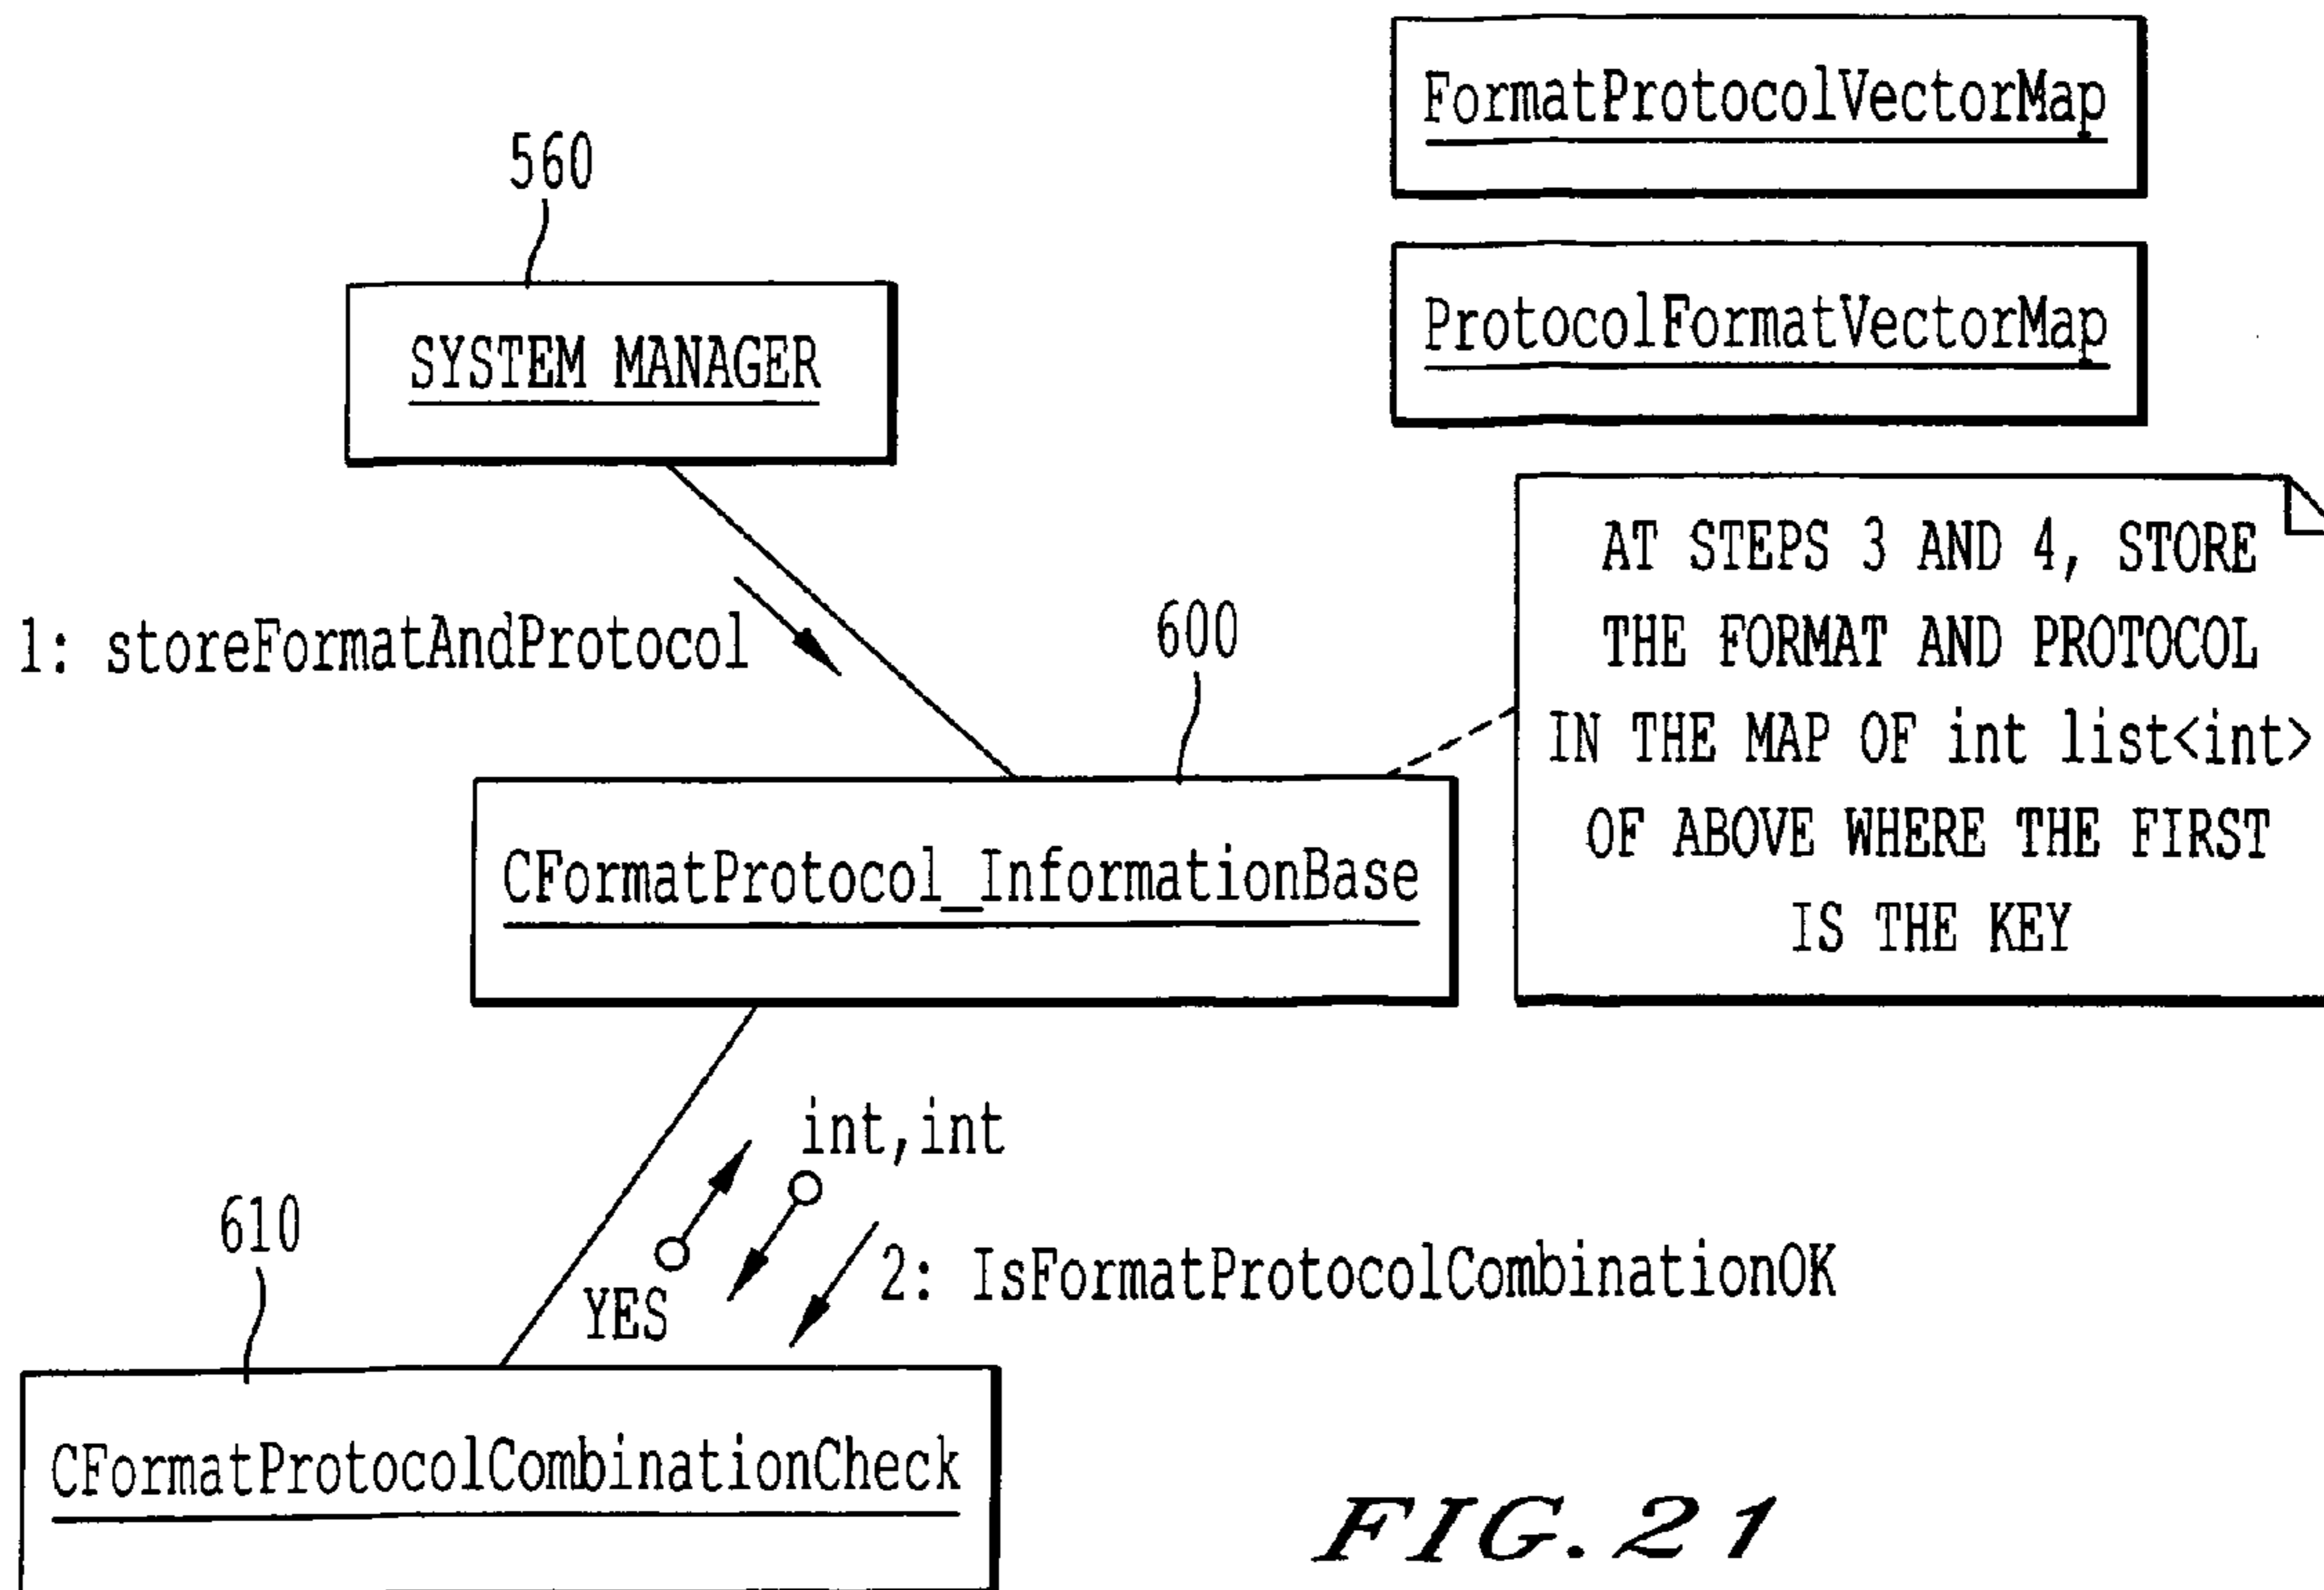 FormatProtocolVectorMap
560
ProtocolFormatVectorMap
SYSTEM MANAGER
AT STEPS 3 AND 4, STORE
THE FORMAT AND PROTOCOL
IN THE MAP OF int list<int>
OF ABOVE WHERE THE FIRST
IS THE KEY
1: storeFormatAndProtocol
600
CFormatProtocol_InformationBase
int,int
610
YES
2: IsFormatProtocolCombinationOK
CFormatProtocolCombinationCheck
FIG.21